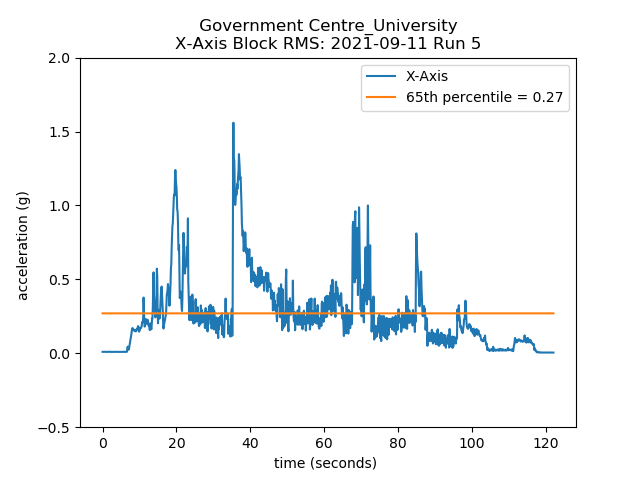 Government Centre_University
X-Axis Block RMS: 2021-09-11 Run 5
X-Axis
65th percentile = 0.27
acceleration (g)
2.0
1.5
1.0
0.5
0.0
−0.5
0 20 40 60 80 100 120
time (seconds)